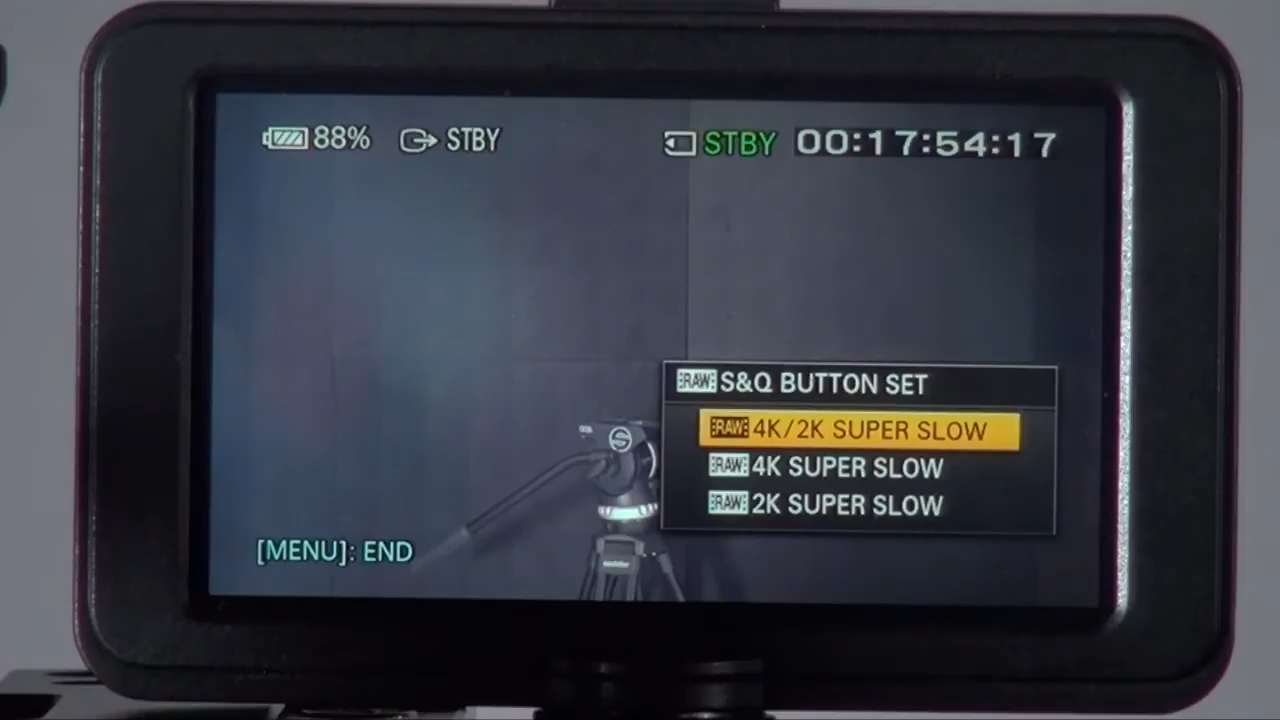 88% STBY STBY 00:17:54:17
RAW S&Q BUTTON SET
RAW 4K/2K SUPER SLOW
RAW 4K SUPER SLOW
RAW 2K SUPER SLOW
[MENU]: END